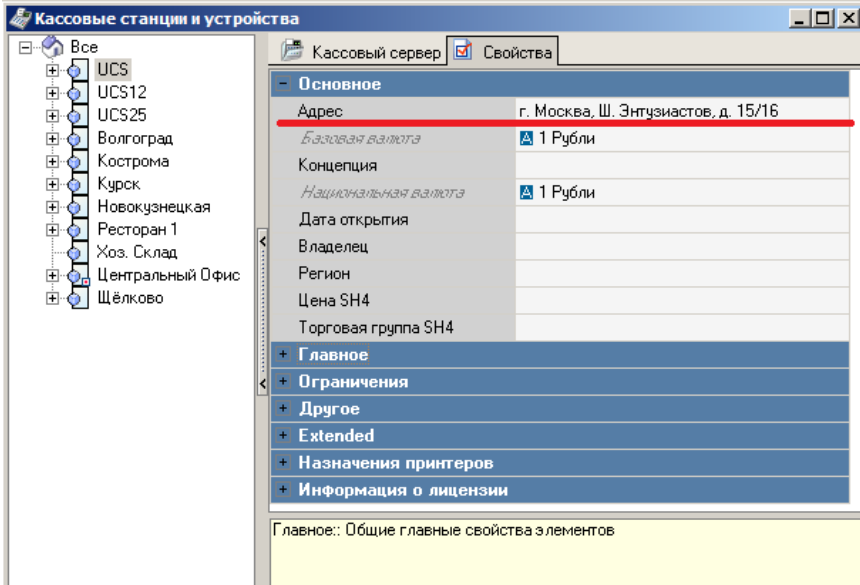 Кассовые станции и устройства
Все
UCS
UCS12
UCS25
Волгоград
Кострома
Курск
Новокузнецкая
Ресторан 1
Хоз. Склад
Центральный Офис
Щёлково
Кассовый сервер Свойства
Основное
Адрес г. Москва, Ш. Энтузиастов, д. 15/16
Базовая валюта A 1 Рубли
Концепция
Национальная валюта A 1 Рубли
Дата открытия
Владелец
Регион
Цена SH4
Торговая группа SH4
Главное
Ограничения
Другое
Extended
Назначения принтеров
Информация о лицензии
Главное:: Общие главные свойства элементов